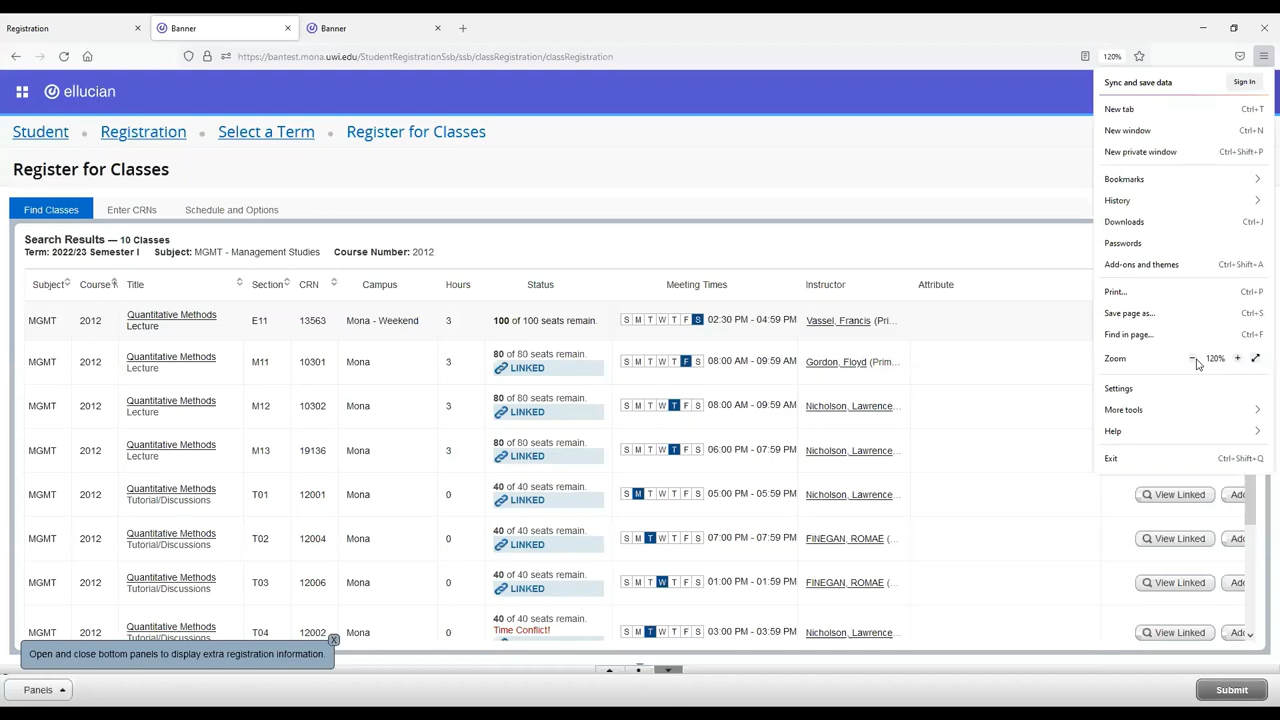 Registration
Banner
Banner
https://bantest.mona.uwi.edu/StudentRegistrationSsb/ssb/classRegistration/classRegistration
120%
ellucian
Student • Registration • Select a Term • Register for Classes
Register for Classes
Find Classes Enter CRNs Schedule and Options
Search Results — 10 Classes
Term: 2022/23 Semester I Subject: MGMT - Management Studies Course Number: 2012
Subject Course Title Section CRN Campus Hours Status Meeting Times Instructor Attribute
MGMT 2012 Quantitative Methods E11 13563 Mona - Weekend 3 100 of 100 seats remain. S M T W T F S 02:30 PM - 04:59 PM Vassel, Francis (Pri...
Lecture
MGMT 2012 Quantitative Methods M11 10301 Mona 3 80 of 80 seats remain. S M T W T F S 08:00 AM - 09:59 AM Gordon, Floyd (Prim...
Lecture LINKED
MGMT 2012 Quantitative Methods M12 10302 Mona 3 80 of 80 seats remain. S M T W T F S 08:00 AM - 09:59 AM Nicholson, Lawrence...
Lecture LINKED
MGMT 2012 Quantitative Methods M13 19136 Mona 3 80 of 80 seats remain. S M T W T F S 06:00 PM - 07:59 PM Nicholson, Lawrence...
Lecture LINKED
MGMT 2012 Quantitative Methods T01 12001 Mona 0 40 of 40 seats remain. S M T W T F S 05:00 PM - 05:59 PM Nicholson, Lawrence... View Linked Add
Tutorial/Discussions LINKED
MGMT 2012 Quantitative Methods T02 12004 Mona 0 40 of 40 seats remain. S M T W T F S 07:00 PM - 07:59 PM FINEGAN, ROMAE (... View Linked Add
Tutorial/Discussions LINKED
MGMT 2012 Quantitative Methods T03 12006 Mona 0 40 of 40 seats remain. S M T W T F S 01:00 PM - 01:59 PM FINEGAN, ROMAE (... View Linked Add
Tutorial/Discussions LINKED
MGMT 2012 Quantitative Methods T04 12002 Mona 0 40 of 40 seats remain. S M T W T F S 03:00 PM - 03:59 PM Nicholson, Lawrence... View Linked Add
Tutorial/Discussions Time Conflict!
Open and close bottom panels to display extra registration information.
Panels
Submit
Sync and save data Sign In
New tab Ctrl+T
New window Ctrl+N
New private window Ctrl+Shift+P
Bookmarks
History
Downloads Ctrl+J
Passwords
Add-ons and themes Ctrl+Shift+A
Print... Ctrl+P
Save page as... Ctrl+S
Find in page... Ctrl+F
Zoom 120%
Settings
More tools
Help
Exit Ctrl+Shift+Q